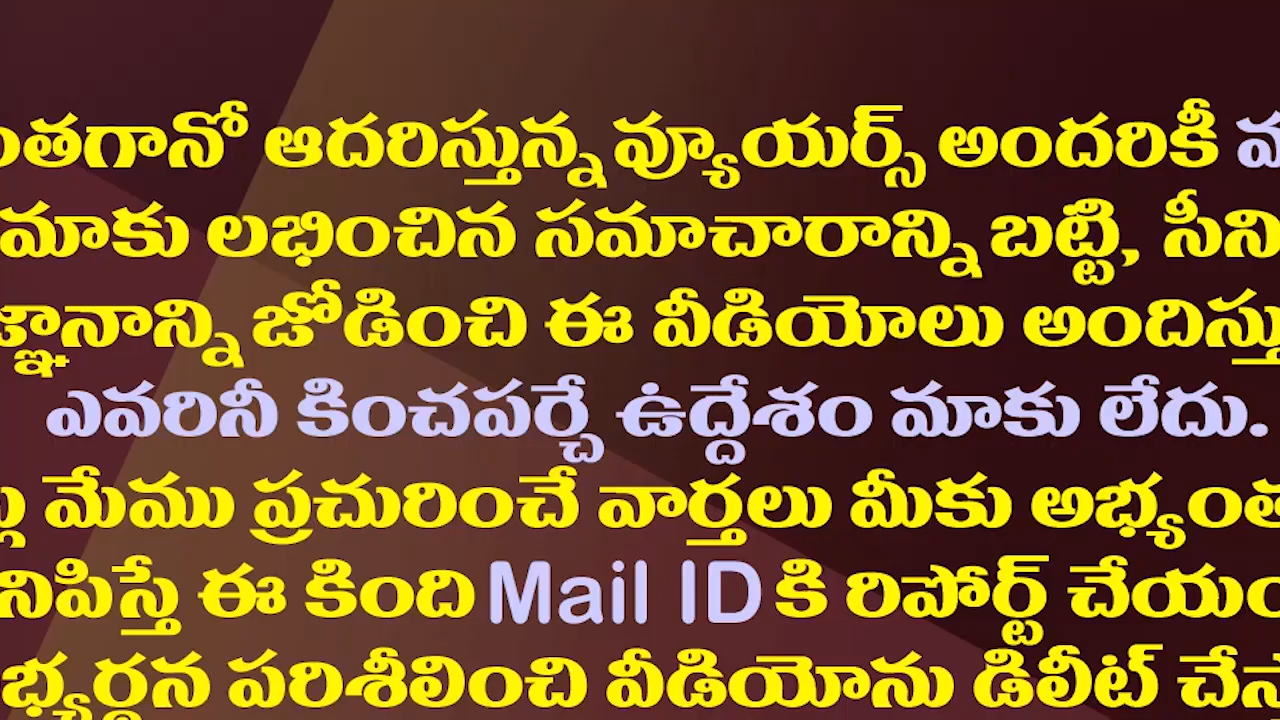 ంతగానో ఆదరిస్తున్న వ్యూయర్స్ అందరికీ
మాకు లభించిన సమాచారాన్ని బట్టి, సీని
జ్ఞానాన్ని జోడించి ఈ వీడియోలు అందిస్తు
ఎవరినీ కించపర్చే ఉద్దేశం మాకు లేదు.
మేము ప్రచురించే వార్తలు మీకు అభ్యంత
నిపిస్తే ఈ కింది Mail ID కి రిపోర్ట్ చేయం
భ్యర్ధన పరిశీలించి వీడియోను డిలీట్ చేస